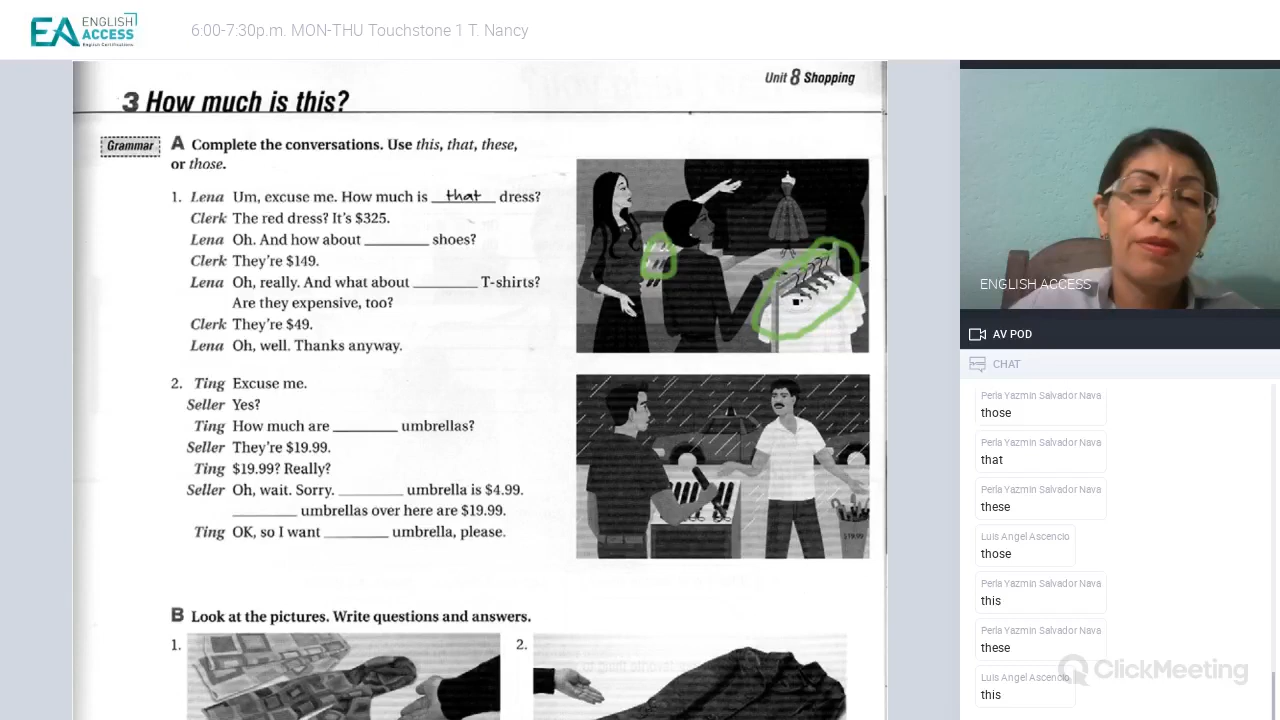 EA ENGLISH ACCESS
English Certifications
6:00-7:30p.m. MON-THU Touchstone 1 T. Nancy
Unit 8 Shopping
3 How much is this?
Grammar
A Complete the conversations. Use this, that, these,
or those.
1. Lena Um, excuse me. How much is that dress?
Clerk The red dress? It's $325.
Lena Oh. And how about ________ shoes?
Clerk They're $149.
Lena Oh, really. And what about ________ T-shirts?
Are they expensive, too?
Clerk They're $49.
Lena Oh, well. Thanks anyway.
2. Ting Excuse me.
Seller Yes?
Ting How much are ________ umbrellas?
Seller They're $19.99.
Ting $19.99? Really?
Seller Oh, wait. Sorry. ________ umbrella is $4.99.
________ umbrellas over here are $19.99.
Ting OK, so I want ________ umbrella, please.
B Look at the pictures. Write questions and answers.
1.
2.
ENGLISH ACCESS
AV POD
CHAT
Perla Yazmin Salvador Nava
those
Perla Yazmin Salvador Nava
that
Perla Yazmin Salvador Nava
these
Luis Angel Ascencio
those
Perla Yazmin Salvador Nava
this
Perla Yazmin Salvador Nava
these
Luis Angel Ascencio
this
ClickMeeting